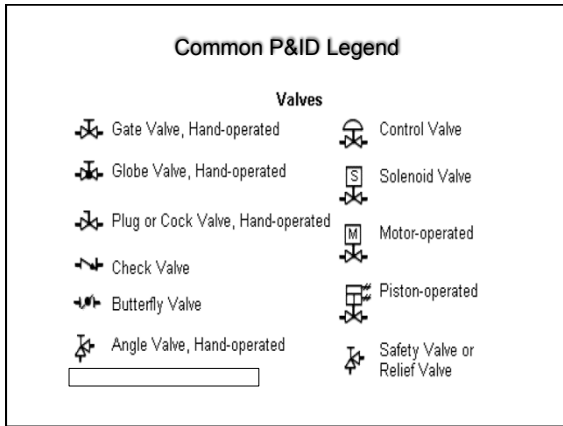 Common P&ID Legend
Valves
Gate Valve, Hand-operated
Globe Valve, Hand-operated
Plug or Cock Valve, Hand-operated
Check Valve
Butterfly Valve
Angle Valve, Hand-operated
Control Valve
S
Solenoid Valve
M
Motor-operated
Piston-operated
Safety Valve or
Relief Valve